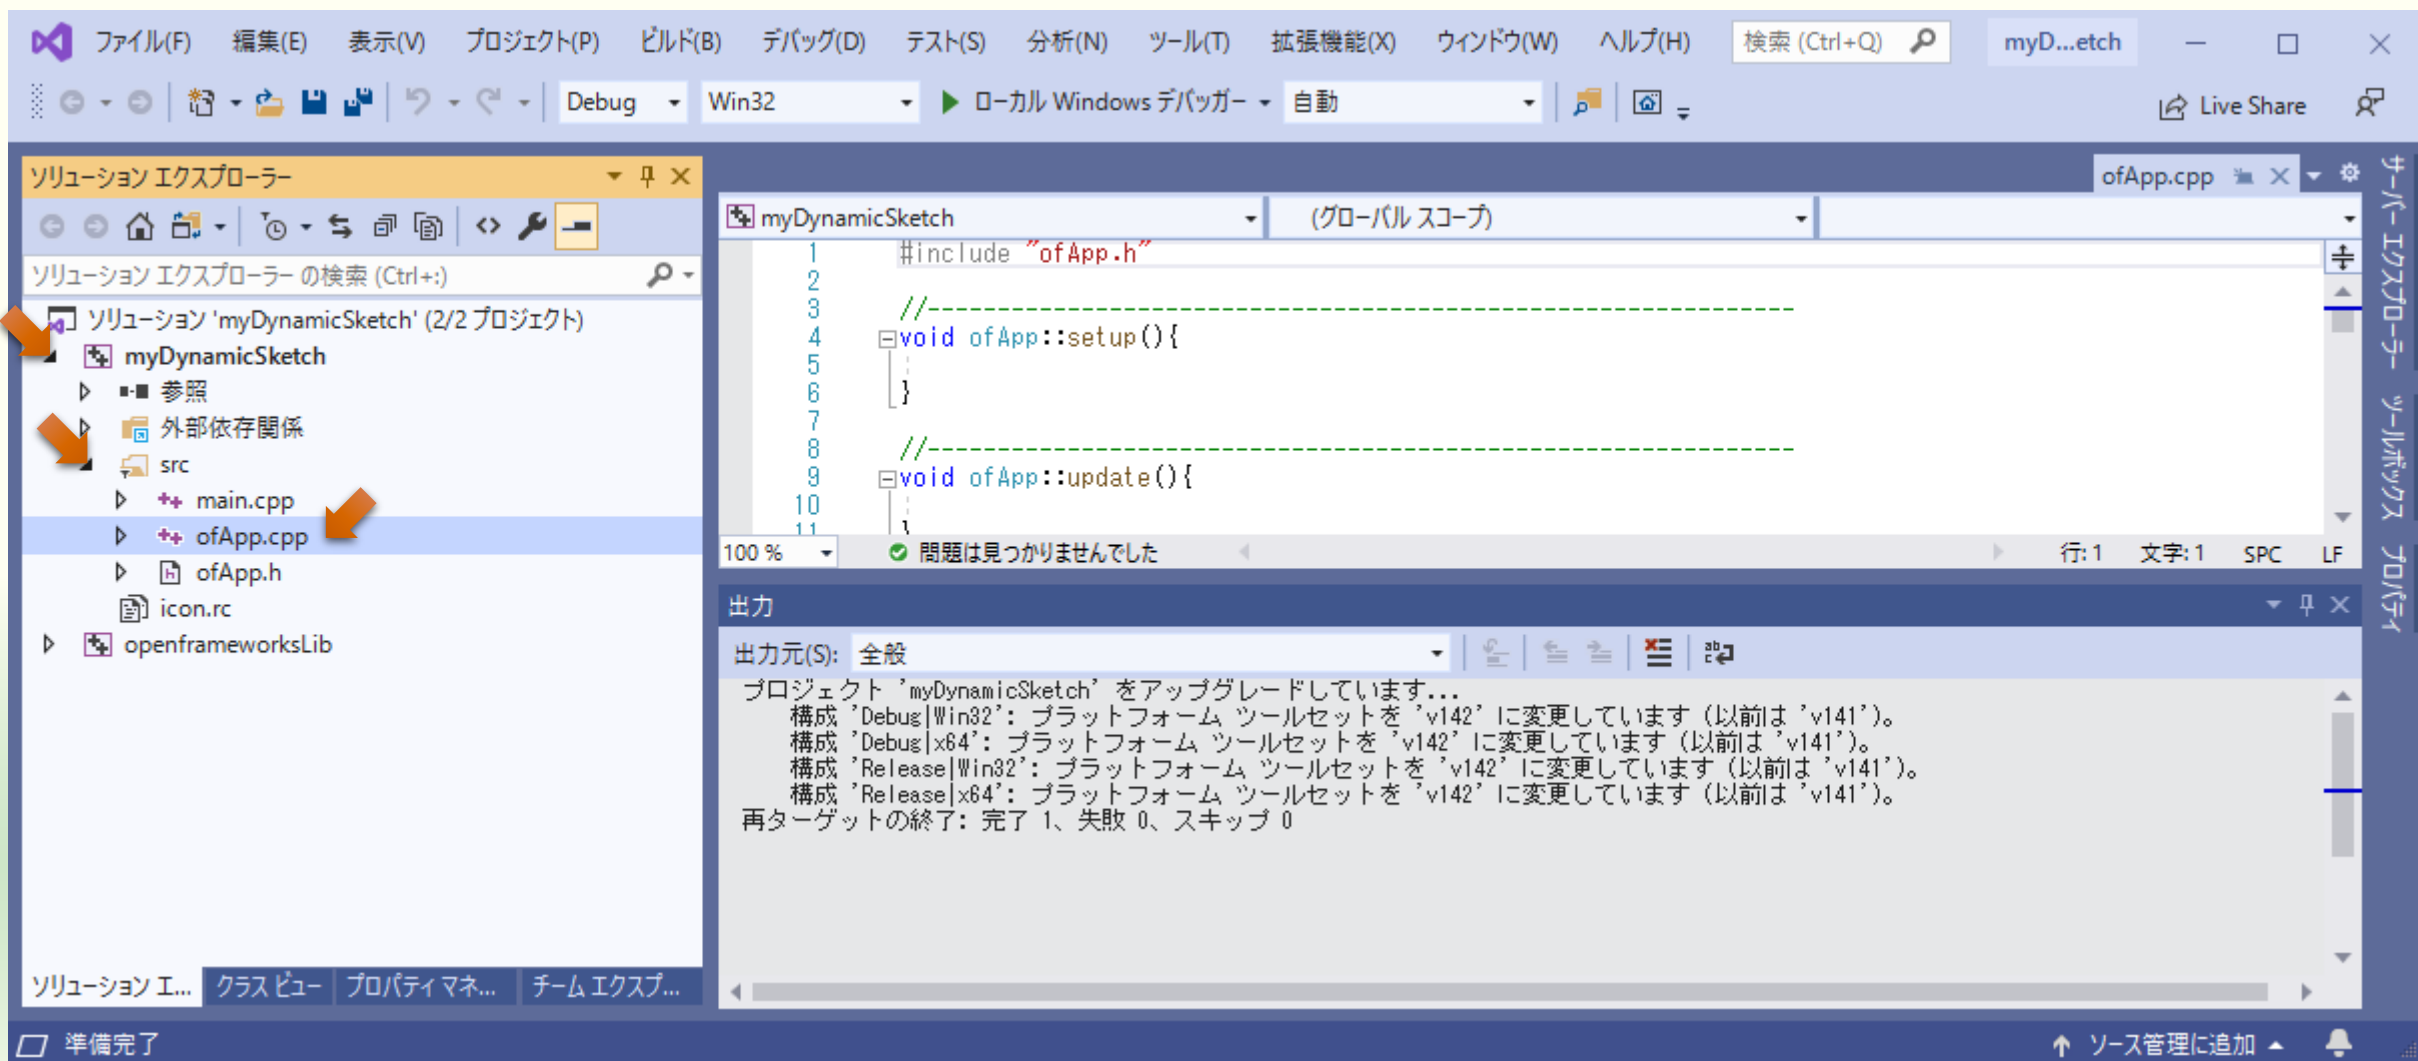 ファイル(F) 編集(E) 表示(V) プロジェクト(P) ビルド(B) デバッグ(D) テスト(S) 分析(N) ツール(T) 拡張機能(X) ウィンドウ(W) ヘルプ(H) 検索 (Ctrl+Q) myD...etch
Debug Win32 ローカル Windows デバッガー 自動 Live Share
ソリューション エクスプローラー
ソリューション エクスプローラー の検索 (Ctrl+:)
ソリューション 'myDynamicSketch' (2/2 プロジェクト)
myDynamicSketch
参照
外部依存関係
src
main.cpp
ofApp.cpp
ofApp.h
icon.rc
openframeworksLib
ソリューション エ... クラス ビュー プロパティ マネ... チーム エクスプ...
ofApp.cpp
myDynamicSketch (グローバル スコープ)
1 #include "ofApp.h"
2
3 //--------------------------------------------------------------
4 void ofApp::setup(){
5
6 }
7
8 //--------------------------------------------------------------
9 void ofApp::update(){
10
11 }
100 % 問題は見つかりませんでした 行: 1 文字: 1 SPC LF
出力
出力元(S): 全般
プロジェクト 'myDynamicSketch' をアップグレードしています...
構成 'Debug|Win32': プラットフォーム ツールセットを 'v142' に変更しています (以前は 'v141')。
構成 'Debug|x64': プラットフォーム ツールセットを 'v142' に変更しています (以前は 'v141')。
構成 'Release|Win32': プラットフォーム ツールセットを 'v142' に変更しています (以前は 'v141')。
構成 'Release|x64': プラットフォーム ツールセットを 'v142' に変更しています (以前は 'v141')。
再ターゲットの終了: 完了 1、失敗 0、スキップ 0
サーバー エクスプローラー
ツールボックス
プロパティ
準備完了 ソース管理に追加